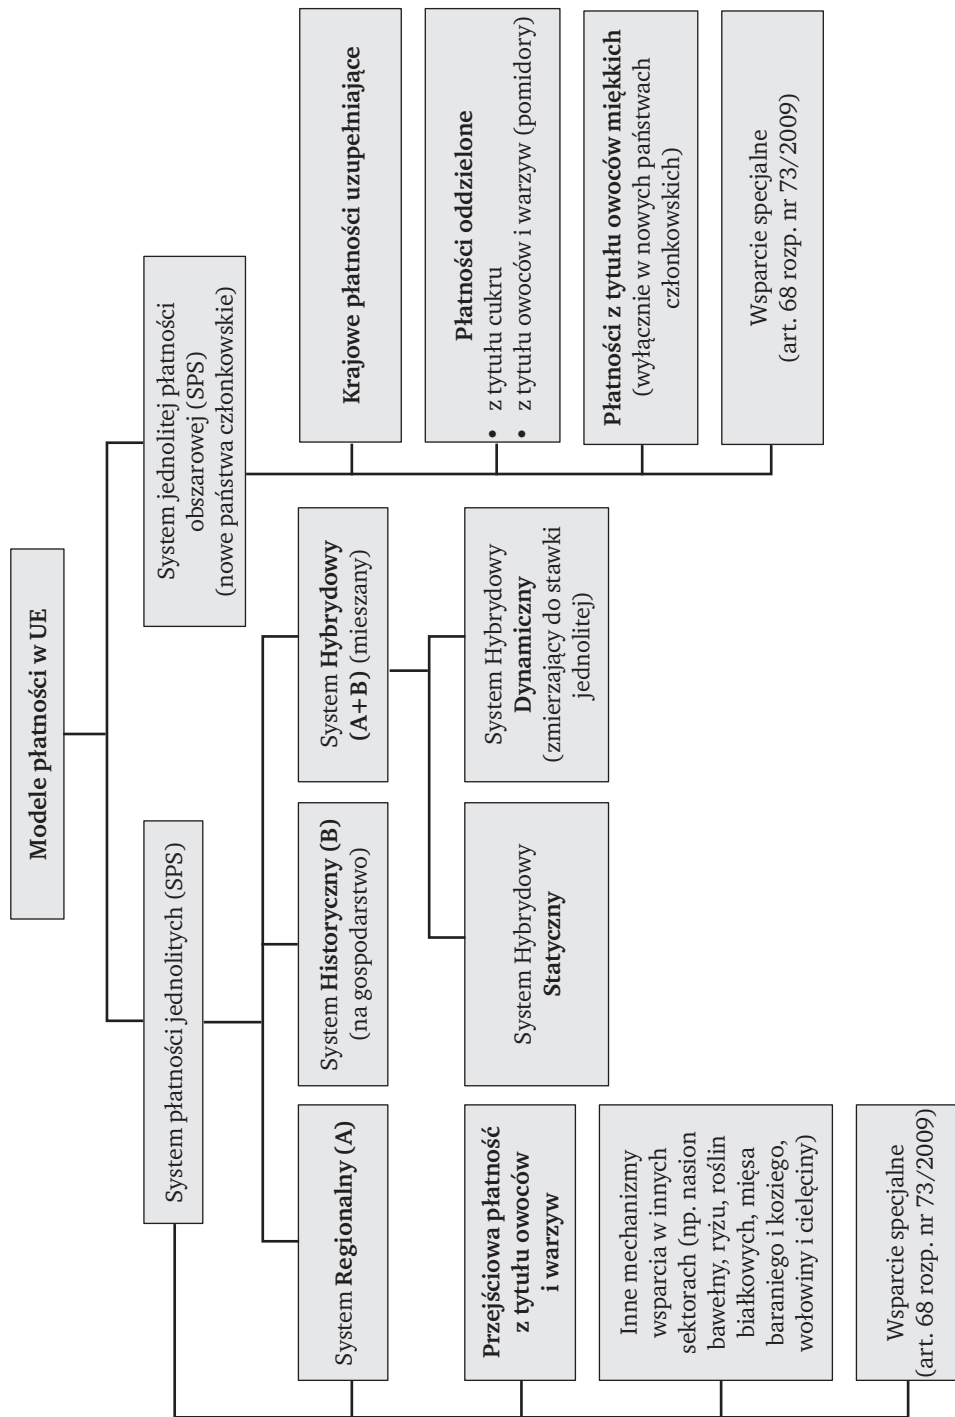 Modele płatności w UE
System płatności jednolitych (SPS)
System jednolitej płatności
obszarowej (SPS)
(nowe państwa członkowskie)
System Regionalny (A)
System Historyczny (B)
(na gospodarstwo)
System Hybrydowy
(A+B) (mieszany)
Przejściowa płatność
z tytułu owoców
i warzyw
System Hybrydowy
Statyczny
System Hybrydowy
Dynamiczny
(zmierzający do stawki
jednolitej)
Inne mechanizmy
wsparcia w innych
sektorach (np. nasion
bawełny, ryżu, roślin
białkowych, mięsa
baraniego i koziego,
wołowiny i cielęciny)
Wsparcie specjalne
(art. 68 rozp. nr 73/2009)
Krajowe płatności uzupełniające
Płatności oddzielone
• z tytułu cukru
• z tytułu owoców i warzyw (pomidory)
Płatności z tytułu owoców miękkich
(wyłącznie w nowych państwach
członkowskich)
Wsparcie specjalne
(art. 68 rozp. nr 73/2009)